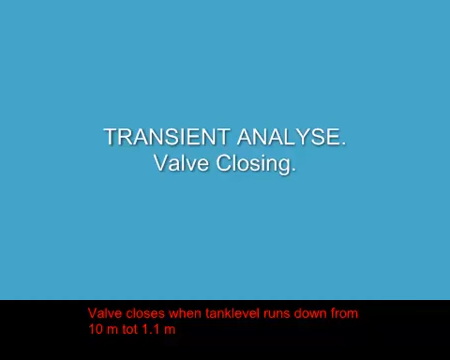 TRANSIENT ANALYSE.
Valve Closing.
Valve closes when tanklevel runs down from
10 m tot 1.1 m